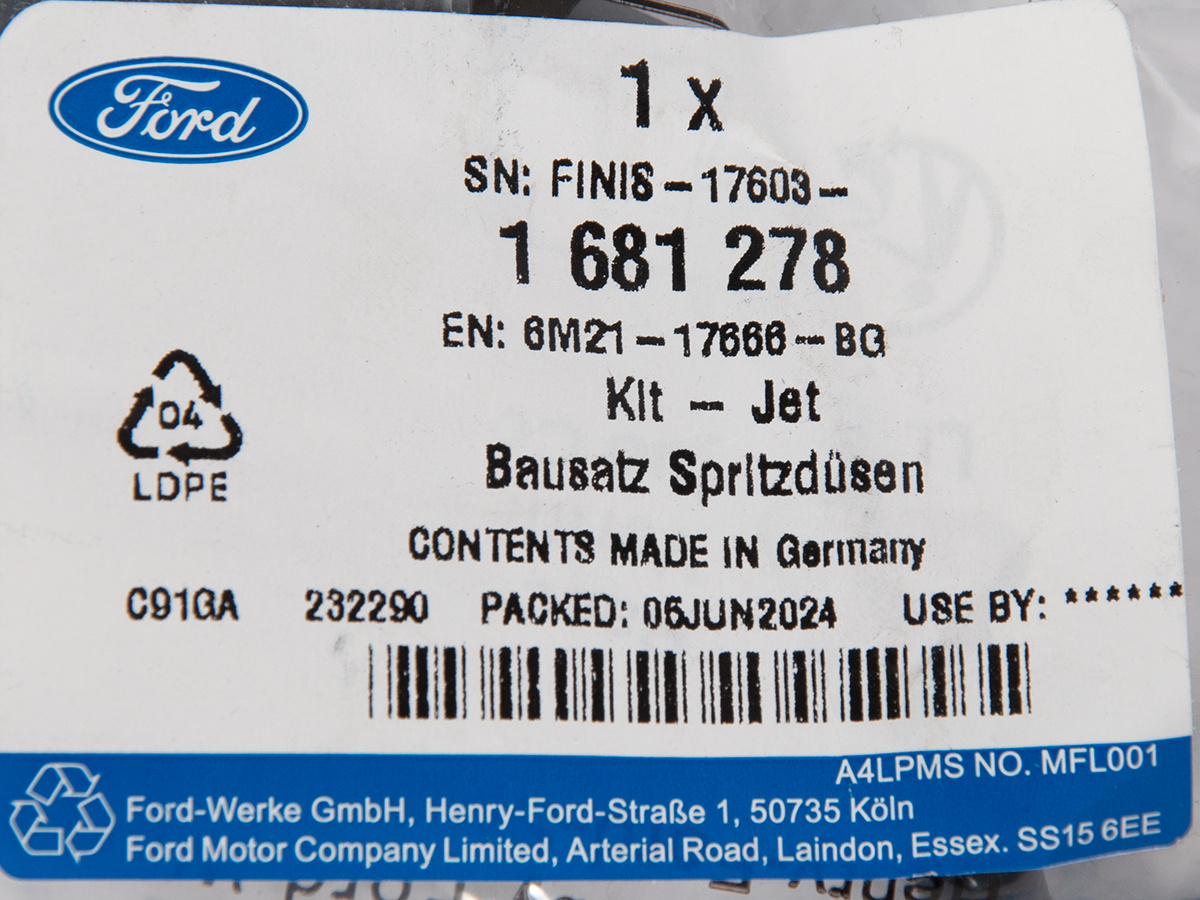 Ford
1 x
SN: FINIS-17603-
1 681 278
EN: 6M21-17666-BG
Kit - Jet
Bausatz Spritzdüsen
04
LDPE
CONTENTS MADE IN Germany
C91GA 232290 PACKED: 06JUN2024 USE BY: ******
A4LPMS NO. MFL001
Ford-Werke GmbH, Henry-Ford-Straße 1, 50735 Köln
Ford Motor Company Limited, Arterial Road, Laindon, Essex. SS15 6EE